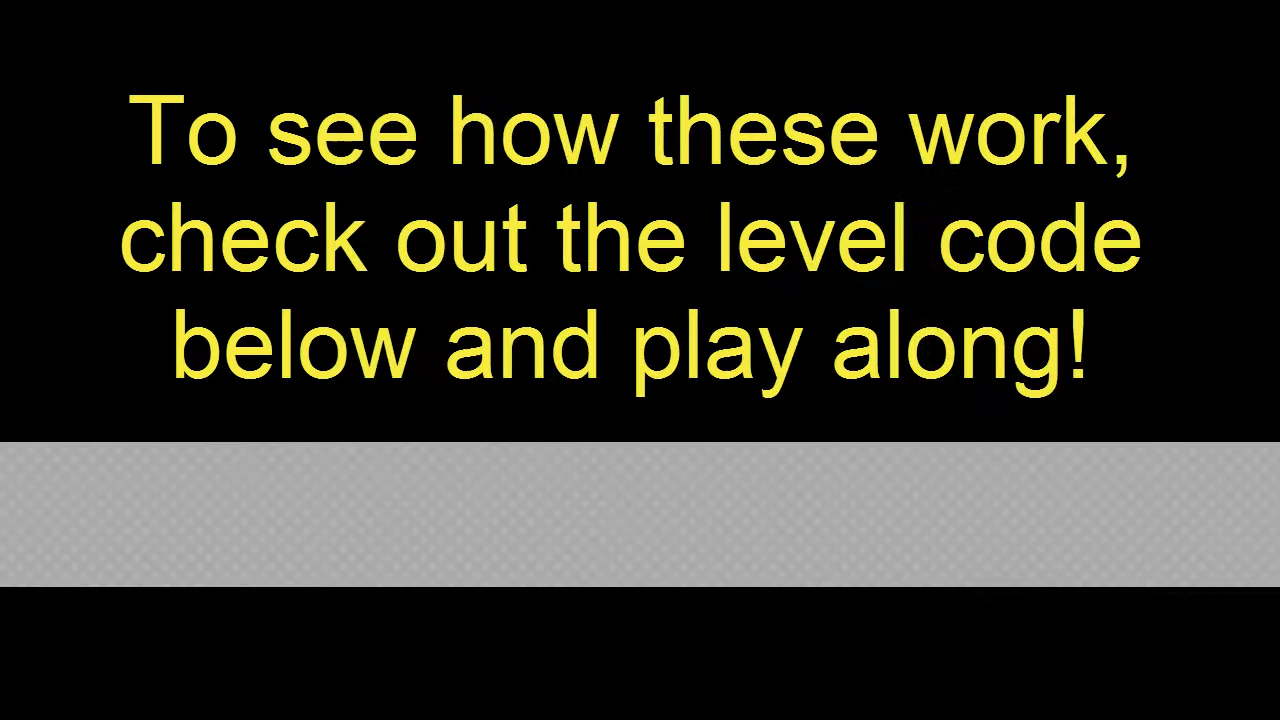 To see how these work,
check out the level code
below and play along!